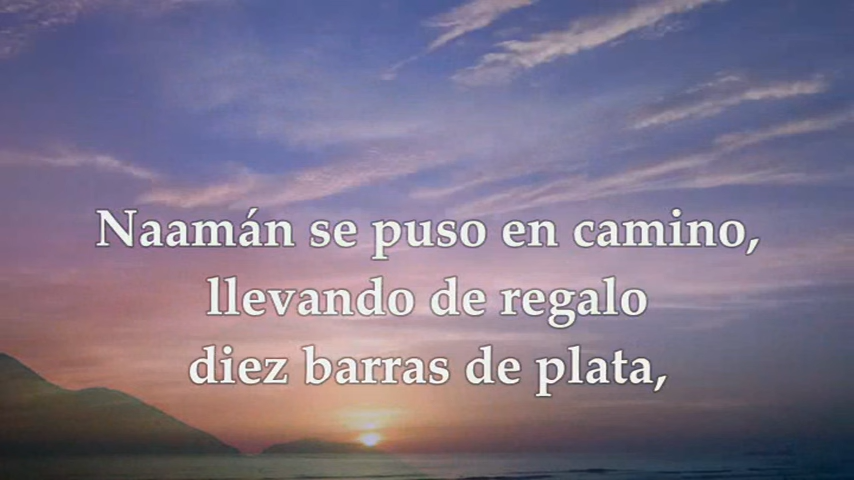 Naamán se puso en camino,
llevando de regalo
diez barras de plata,